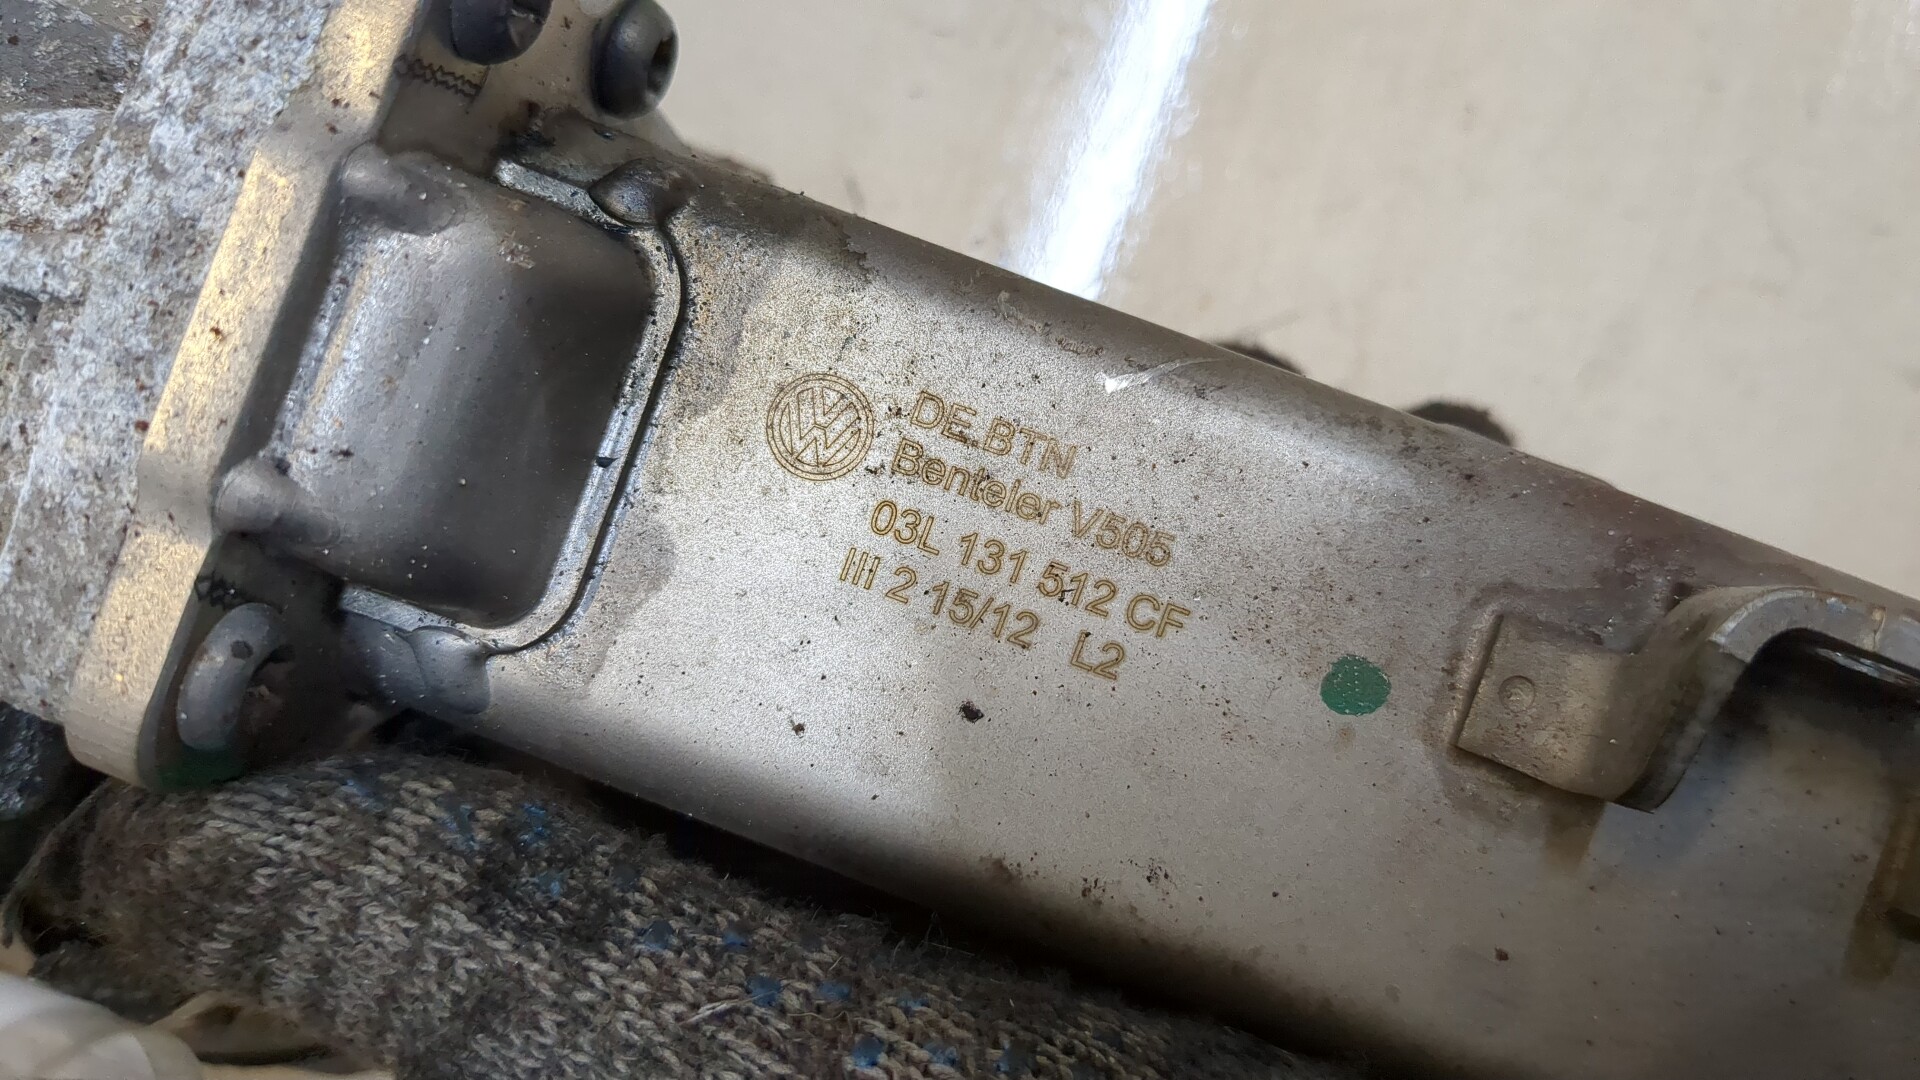 DE.BTN
Benteler V505
03L 131 512 CF
III 2 15/12 L2